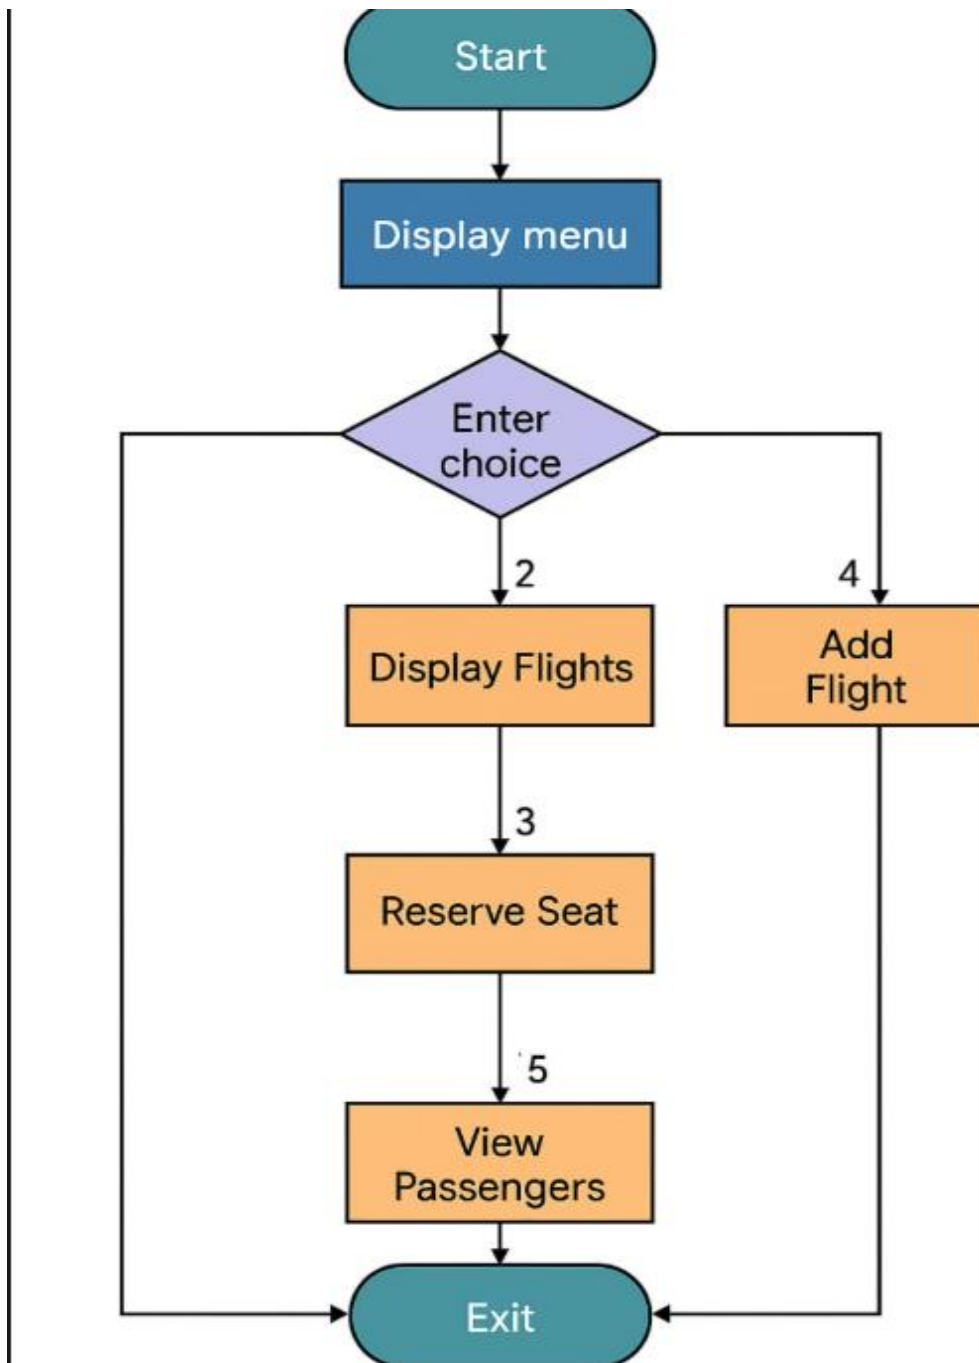 Start
Display menu
Enter
choice
2
4
Display Flights
Add
Flight
3
Reserve Seat
5
View
Passengers
Exit